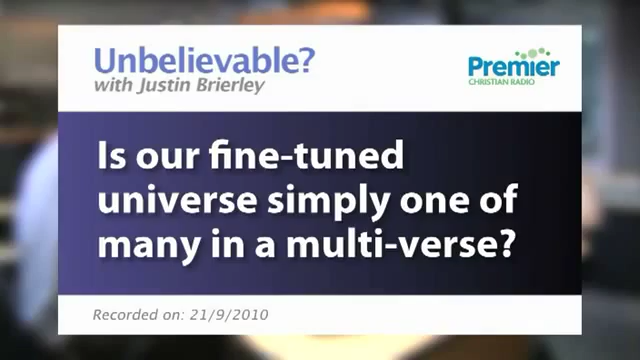 Unbelievable?
with Justin Brierley
Premier
CHRISTIAN RADIO
Is our fine-tuned
universe simply one of
many in a multi-verse?
Recorded on: 21/9/2010